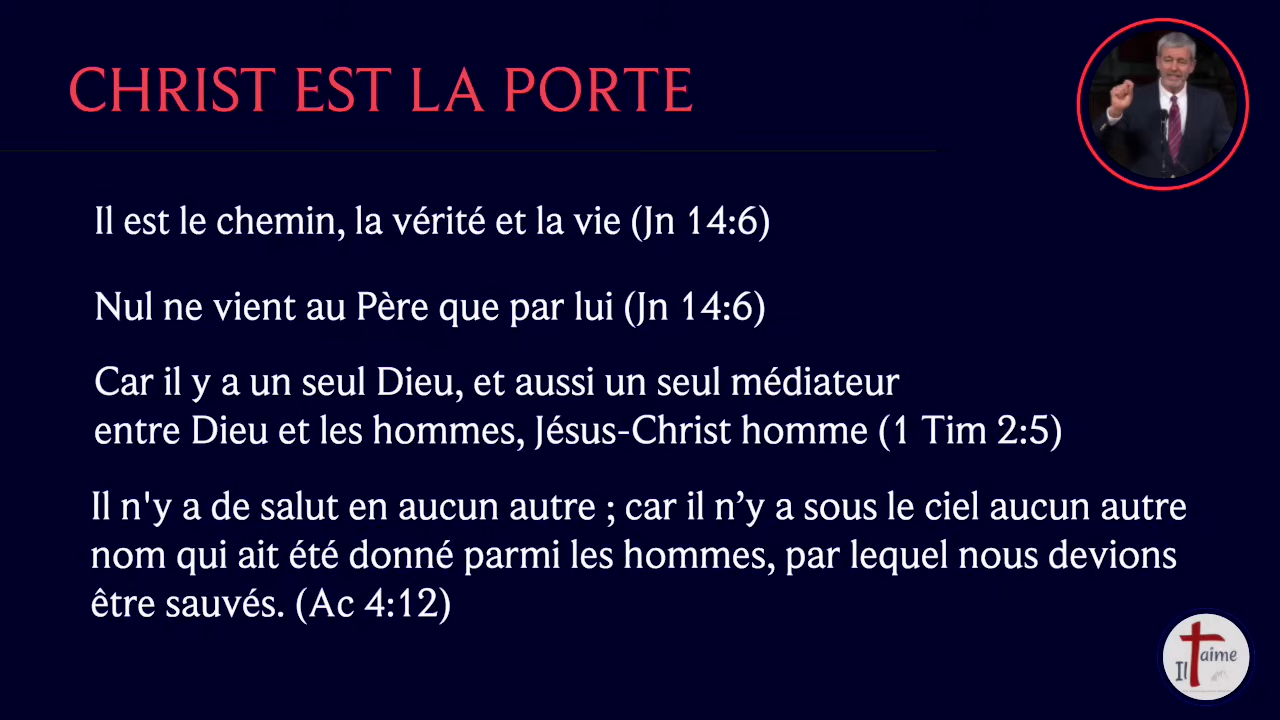 CHRIST EST LA PORTE
Il est le chemin, la vérité et la vie (Jn 14:6)
Nul ne vient au Père que par lui (Jn 14:6)
Car il y a un seul Dieu, et aussi un seul médiateur
entre Dieu et les hommes, Jésus-Christ homme (1 Tim 2:5)
Il n'y a de salut en aucun autre ; car il n’y a sous le ciel aucun autre
nom qui ait été donné parmi les hommes, par lequel nous devions
être sauvés. (Ac 4:12)
Il t'aime